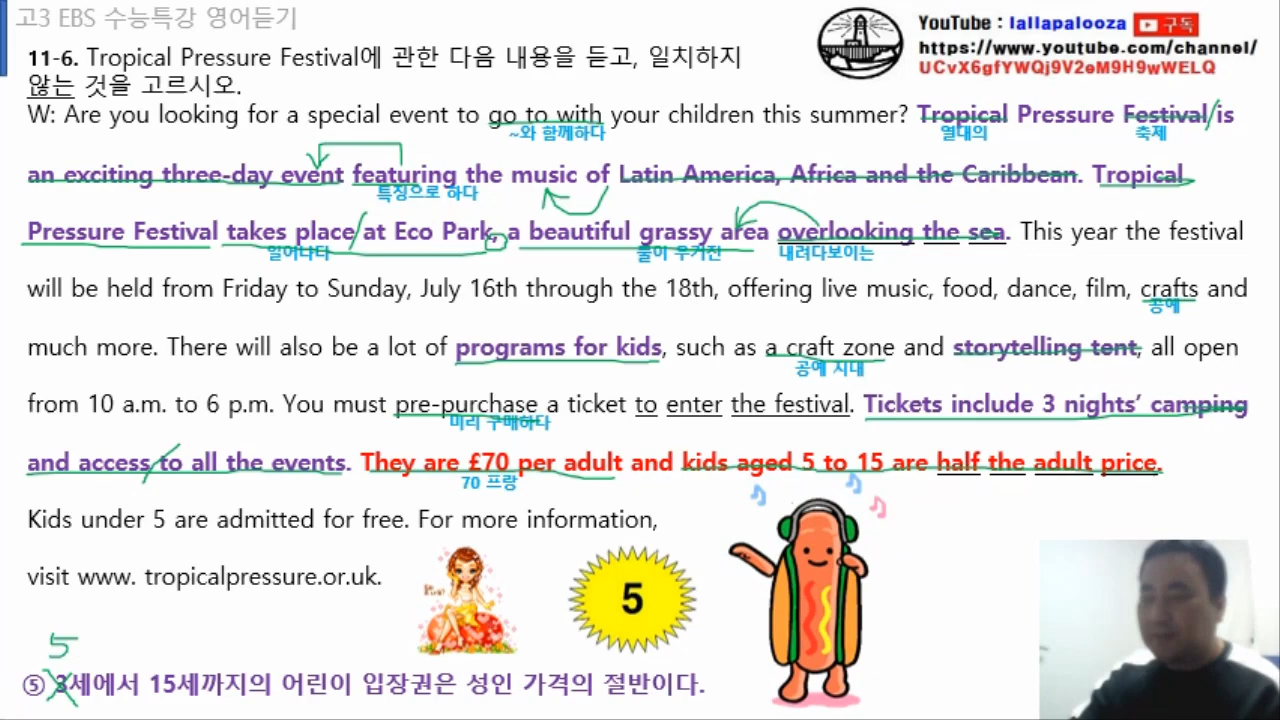 고3 EBS 수능특강 영어듣기
YouTube : lallapalooza 구독
https://www.youtube.com/channel/
UCvX6gfYWQj9V2eM9H9wWELQ
11-6. Tropical Pressure Festival에 관한 다음 내용을 듣고, 일치하지
않는 것을 고르시오.
W: Are you looking for a special event to go to with your children this summer? Tropical Pressure Festival is
~와 함께하다 열대의 축제
an exciting three-day event featuring the music of Latin America, Africa and the Caribbean. Tropical
특징으로 하다
Pressure Festival takes place at Eco Park, a beautiful grassy area overlooking the sea. This year the festival
일어나다 풀이 우거진 내려다보이는
will be held from Friday to Sunday, July 16th through the 18th, offering live music, food, dance, film, crafts and
공예
much more. There will also be a lot of programs for kids, such as a craft zone and storytelling tent, all open
공예 지대
from 10 a.m. to 6 p.m. You must pre-purchase a ticket to enter the festival. Tickets include 3 nights’ camping
미리 구매하다
and access to all the events. They are £70 per adult and kids aged 5 to 15 are half the adult price.
70 프랑
Kids under 5 are admitted for free. For more information,
visit www. tropicalpressure.or.uk.
5
5
⑤ 3세에서 15세까지의 어린이 입장권은 성인 가격의 절반이다.